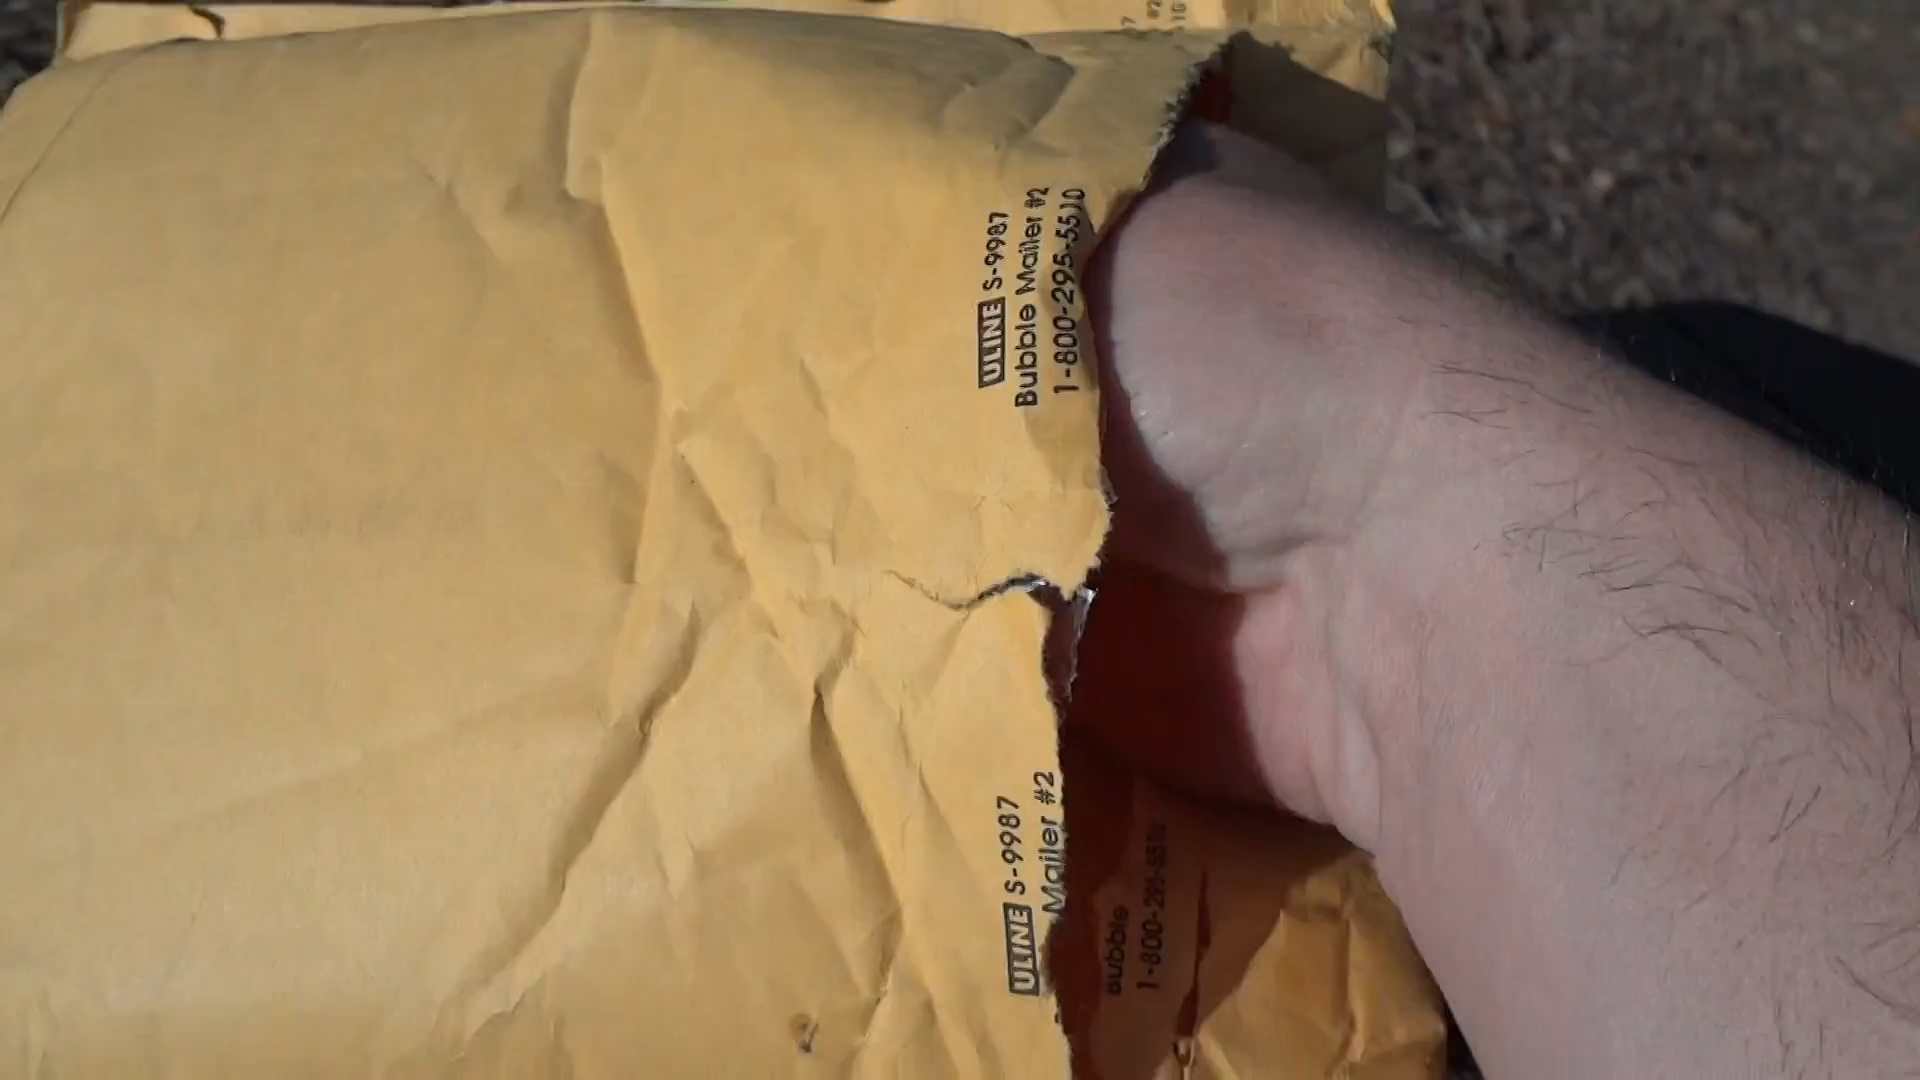 ULINE S-9987
Bubble Mailer #2
1-800-295-5510
ULINE S-9987
Mailer #2
Bubble
1-800-295-5510